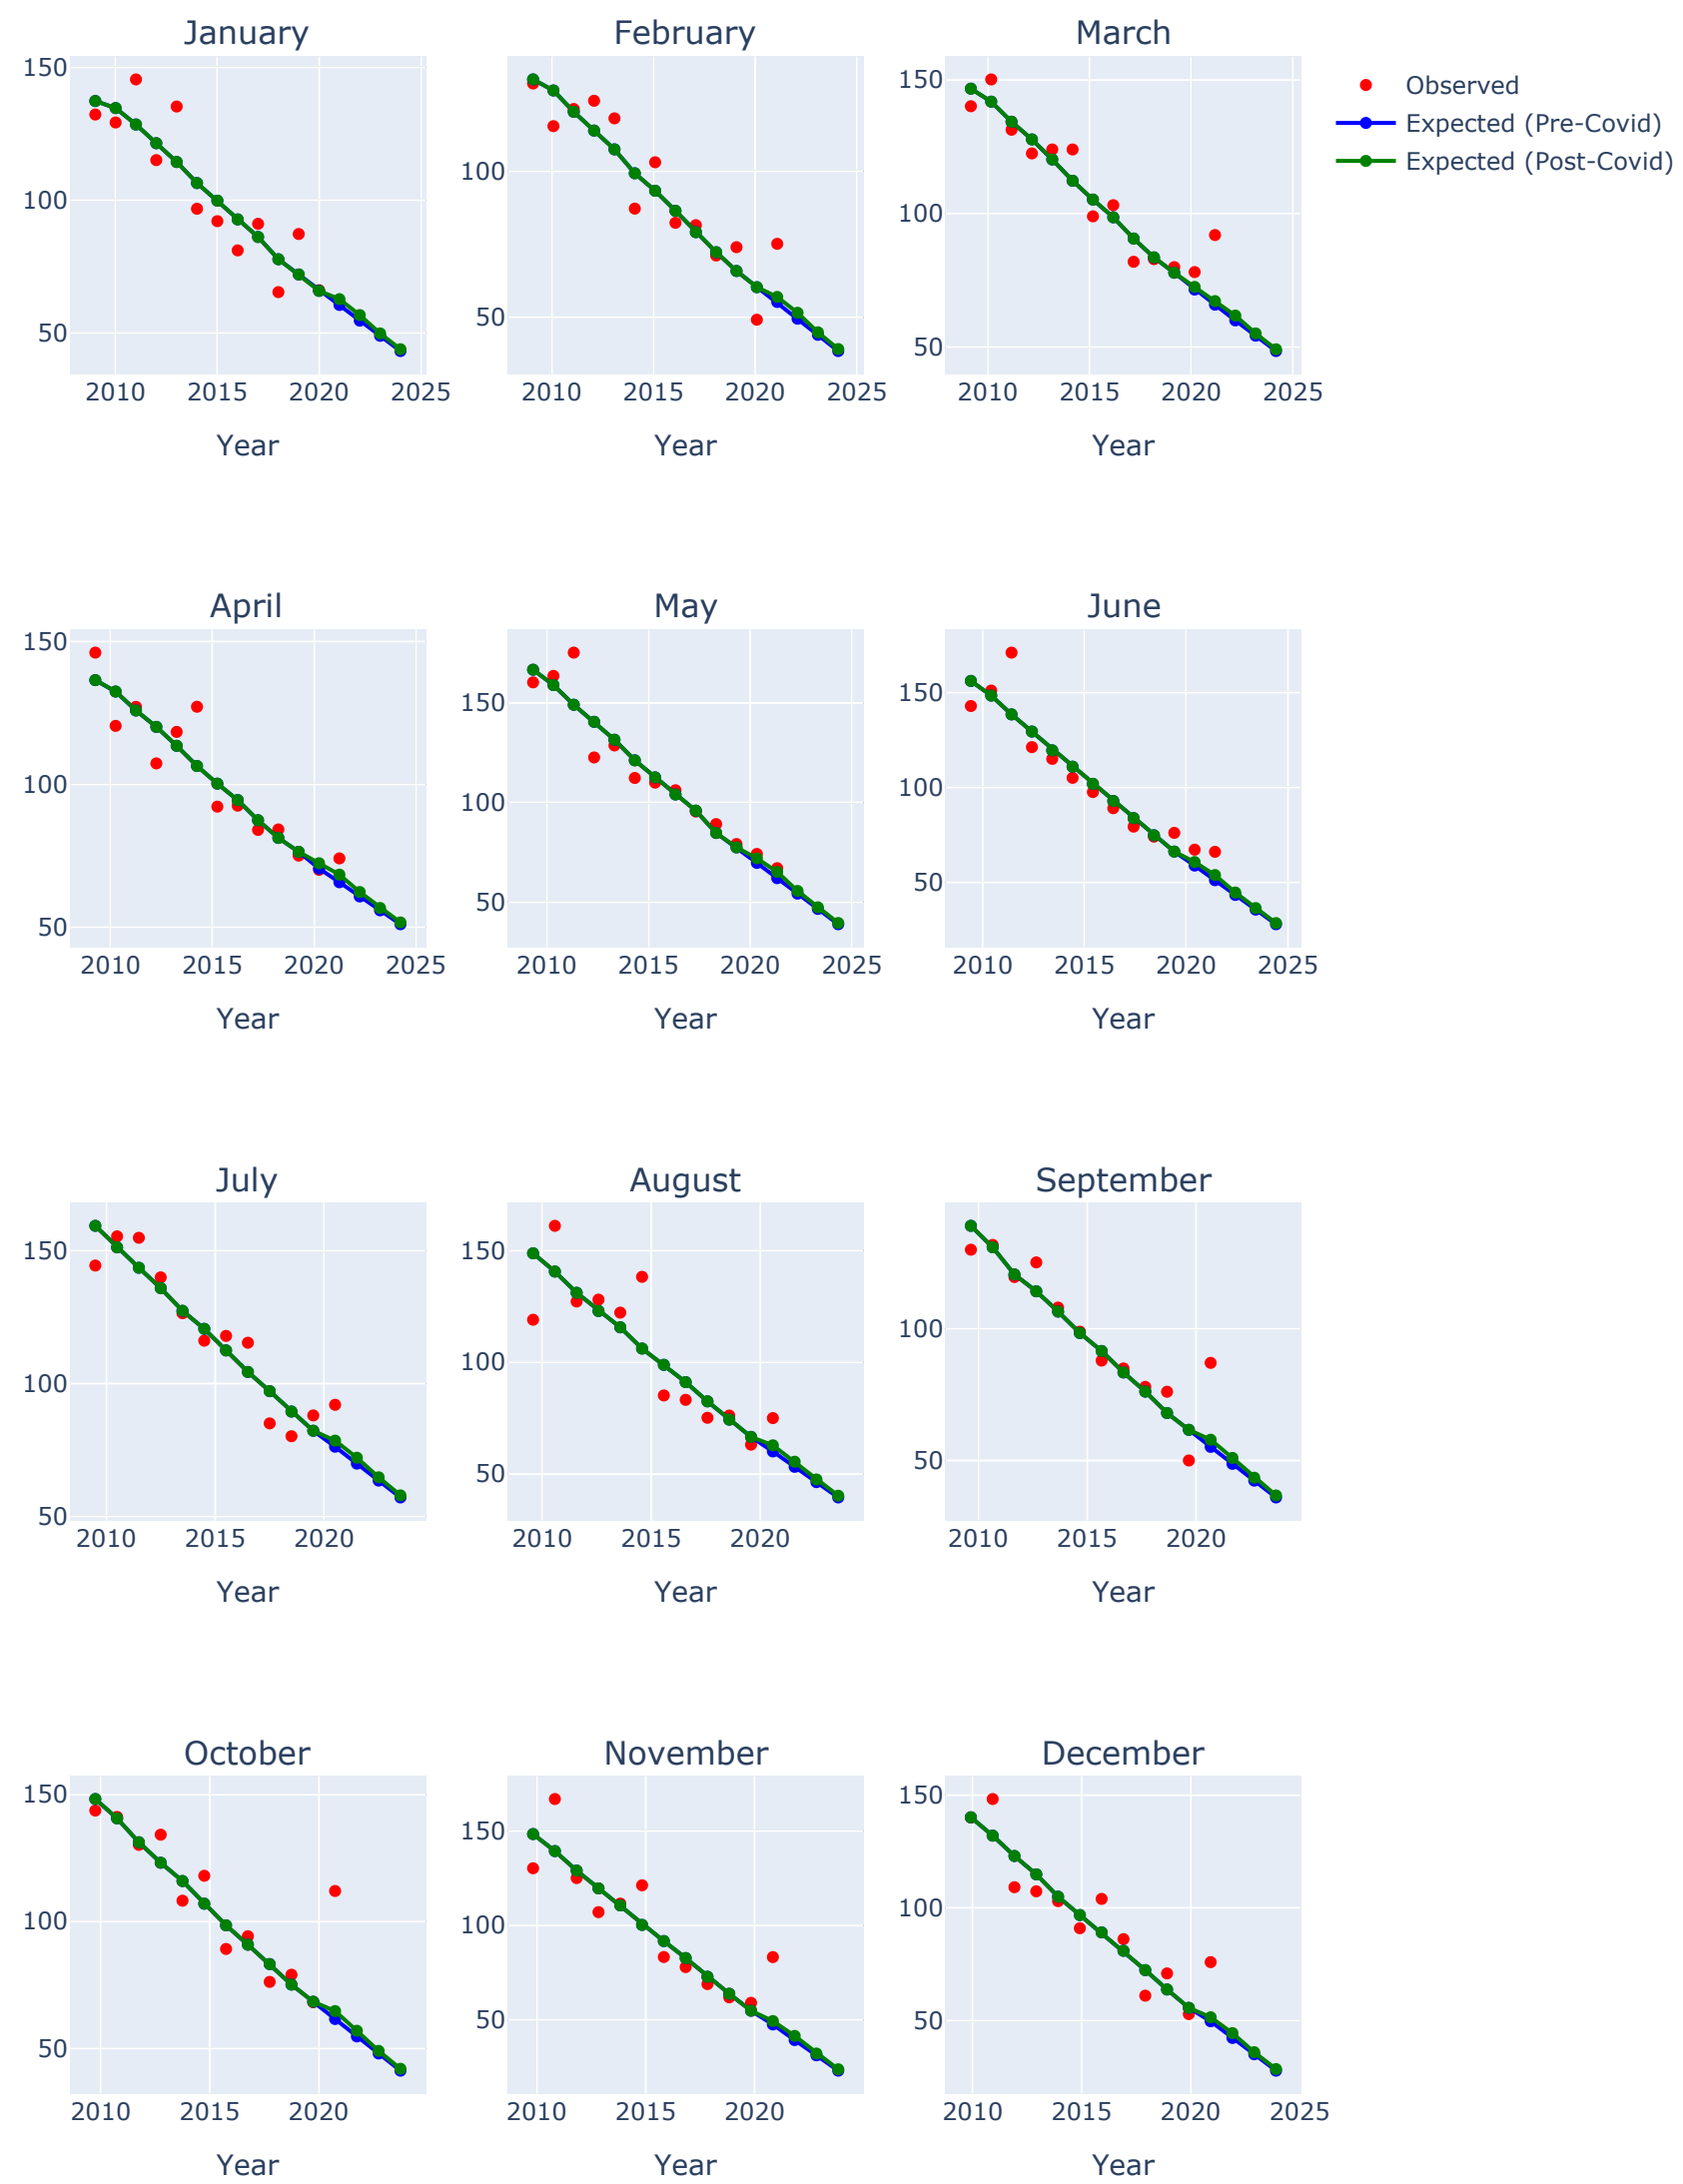 January February March
150
100
50
2010 2015 2020 2025
Year
100
50
2010 2015 2020 2025
Year
150
100
50
2010 2015 2020 2025
Year
Observed
Expected (Pre-Covid)
Expected (Post-Covid)
April May June
150
100
50
2010 2015 2020 2025
Year
150
100
50
2010 2015 2020 2025
Year
150
100
50
2010 2015 2020 2025
Year
July August September
150
100
50
2010 2015 2020
Year
150
100
50
2010 2015 2020
Year
100
50
2010 2015 2020
Year
October November December
150
100
50
2010 2015 2020
Year
150
100
50
2010 2015 2020
Year
150
100
50
2010 2015 2020 2025
Year